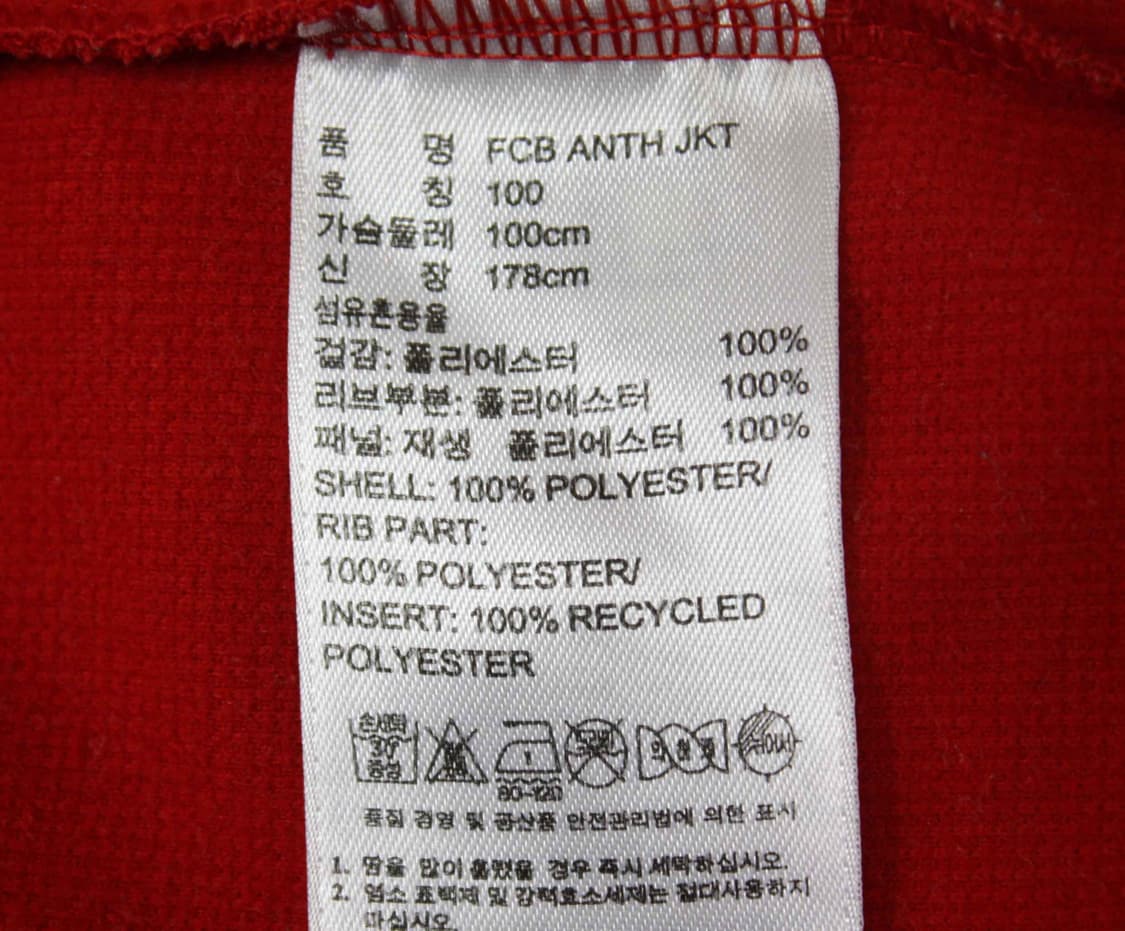 품 명 FCB ANTH JKT
호 칭 100
가슴둘레 100cm
신 장 178cm
섬유혼용율
겉감: 폴리에스터 100%
리브부분: 폴리에스터 100%
패널: 재생 폴리에스터 100%
SHELL: 100% POLYESTER/
RIB PART:
100% POLYESTER/
INSERT: 100% RECYCLED
POLYESTER
손세탁 30° 중성
80-120
품질 경영 및 공산품 안전관리법에 의한 표시
1. 땀을 많이 흘렸을 경우 즉시 세탁하십시오.
2. 염소 표백제 및 강력효소세제는 절대사용하지
마십시오.